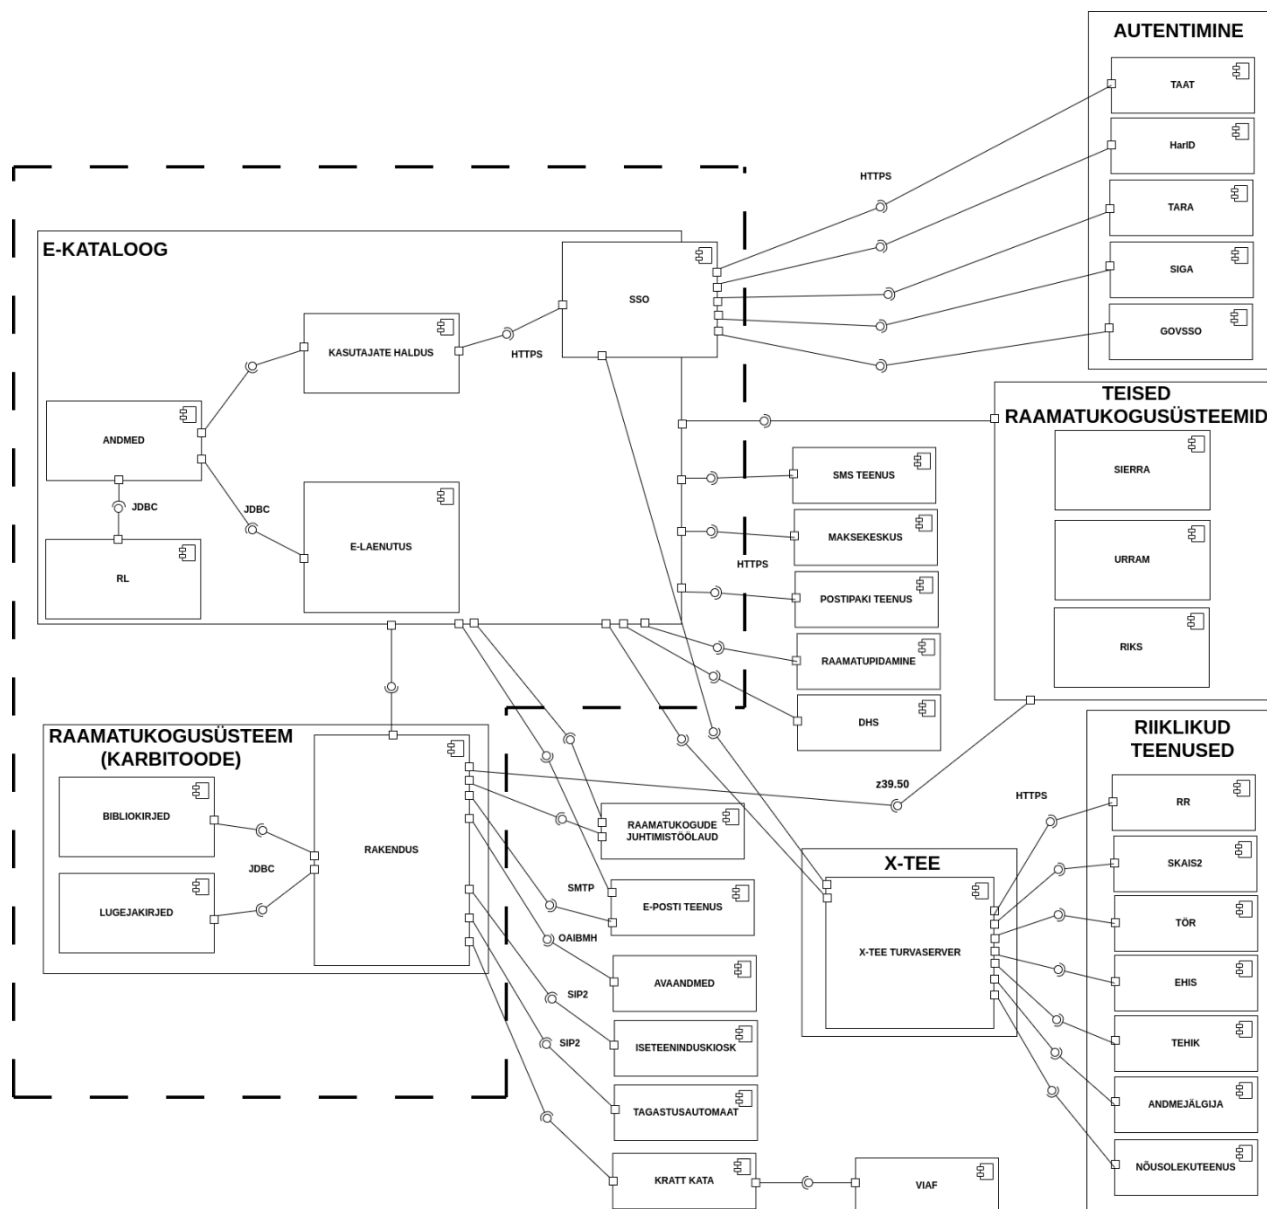 AUTENTIMINE
TAAT
HarID
TARA
SIGA
GOVSSO
HTTPS
E-KATALOOG
SSO
KASUTAJATE HALDUS
HTTPS
ANDMED
JDBC
JDBC
RL
E-LAENUTUS
TEISED
RAAMATUKOGUSÜSTEEMID
SIERRA
URRAM
RIKS
SMS TEENUS
MAKSEKESKUS
HTTPS
POSTIPAKI TEENUS
RAAMATUPIDAMINE
DHS
RAAMATUKOGUSÜSTEEM
(KARBITOODE)
BIBLIOKIRJED
JDBC
LUGEJAKIRJED
RAKENDUS
z39.50
RAAMATUKOGUDE
JUHTIMISTÖÖLAUD
SMTP
E-POSTI TEENUS
OAIBMH
AVAANDMED
SIP2
ISETEENINDUSKIOSK
SIP2
TAGASTUSAUTOMAAT
KRATT KATA
VIAF
X-TEE
X-TEE TURVASERVER
RIIKLIKUD
TEENUSED
HTTPS
RR
SKAIS2
TÖR
EHIS
TEHIK
ANDMEJÄLGIJA
NÕUSOLEKUTEENUS